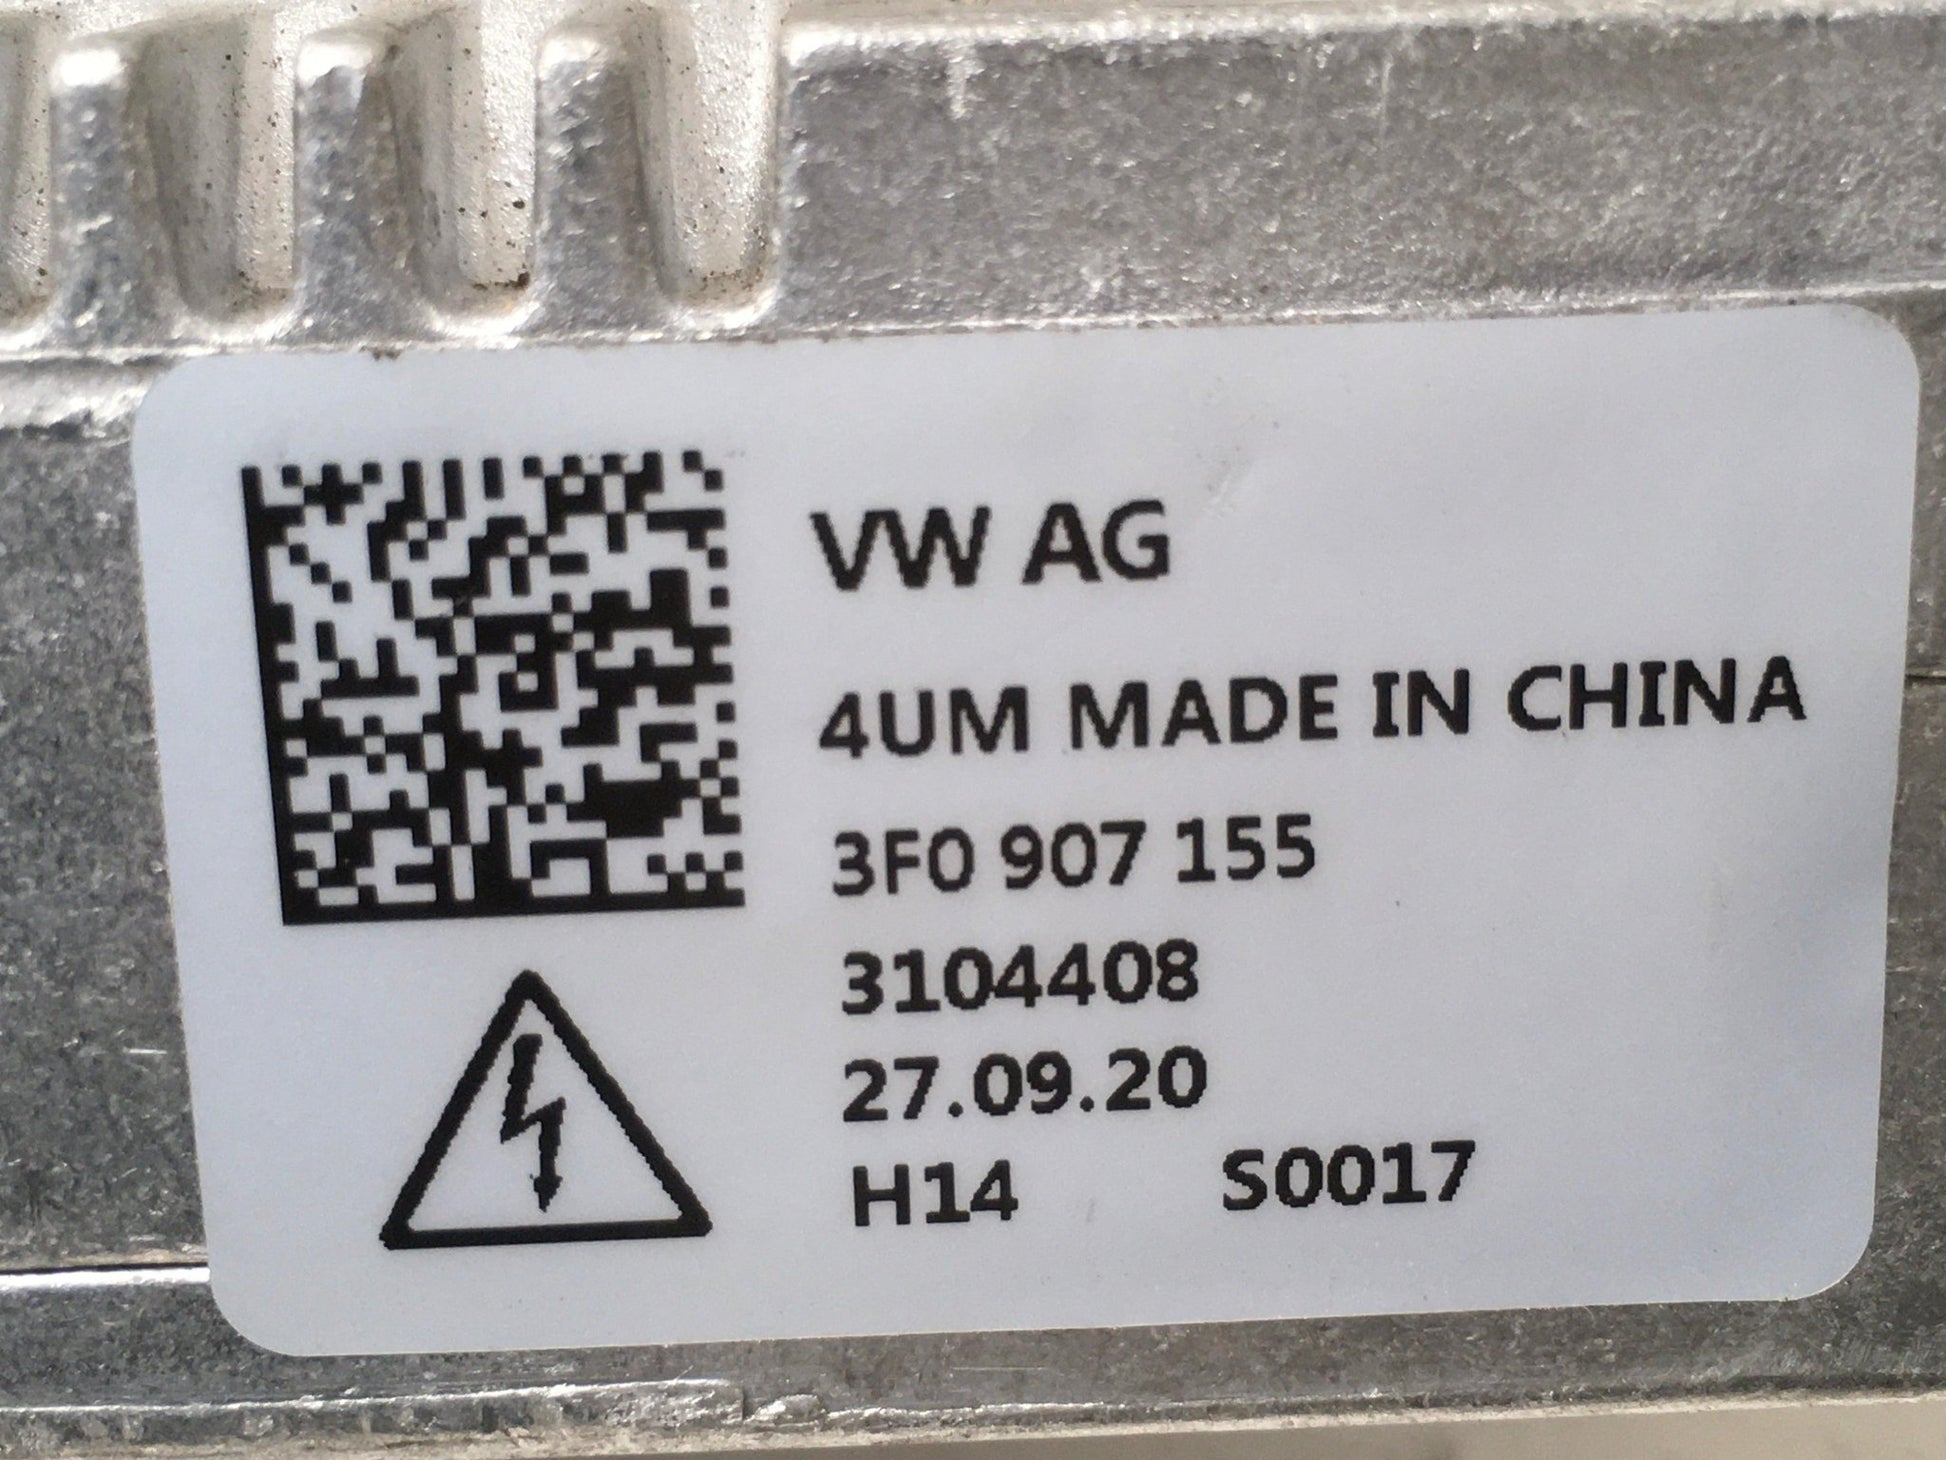 VW AG
4UM MADE IN CHINA
3F0 907 155
3104408
27.09.20
H14 S0017